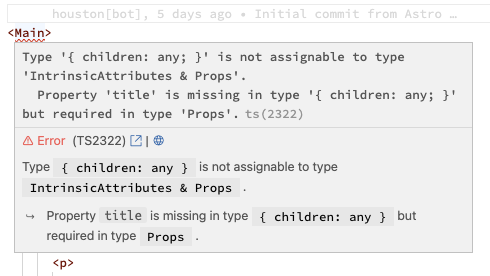 houston[bot], 5 days ago • Initial commit from Astro …
<Main>
Type '{ children: any; }' is not assignable to type
'IntrinsicAttributes & Props'.
Property 'title' is missing in type '{ children: any; }'
but required in type 'Props'. ts(2322)
Error (TS2322) |
Type { children: any } is not assignable to type
IntrinsicAttributes & Props .
↪ Property title is missing in type { children: any } but
required in type Props .
<p>